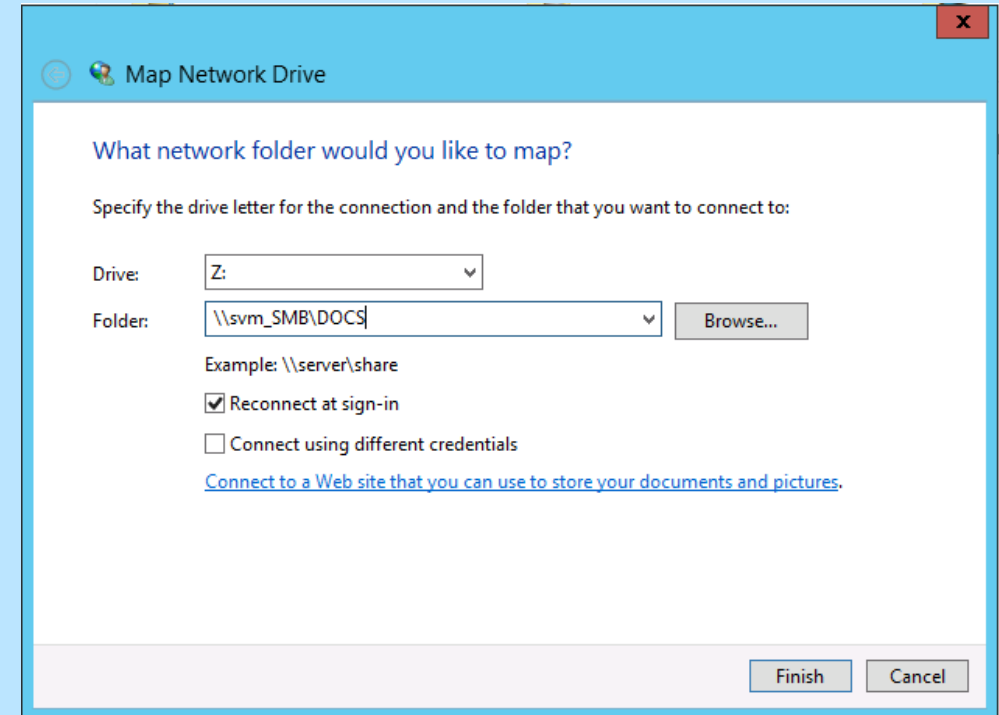 x
Map Network Drive
What network folder would you like to map?
Specify the drive letter for the connection and the folder that you want to connect to:
Drive: Z:
Folder: \\svm_SMB\DOCS Browse...
Example: \\server\share
Reconnect at sign-in
Connect using different credentials
Connect to a Web site that you can use to store your documents and pictures.
Finish Cancel